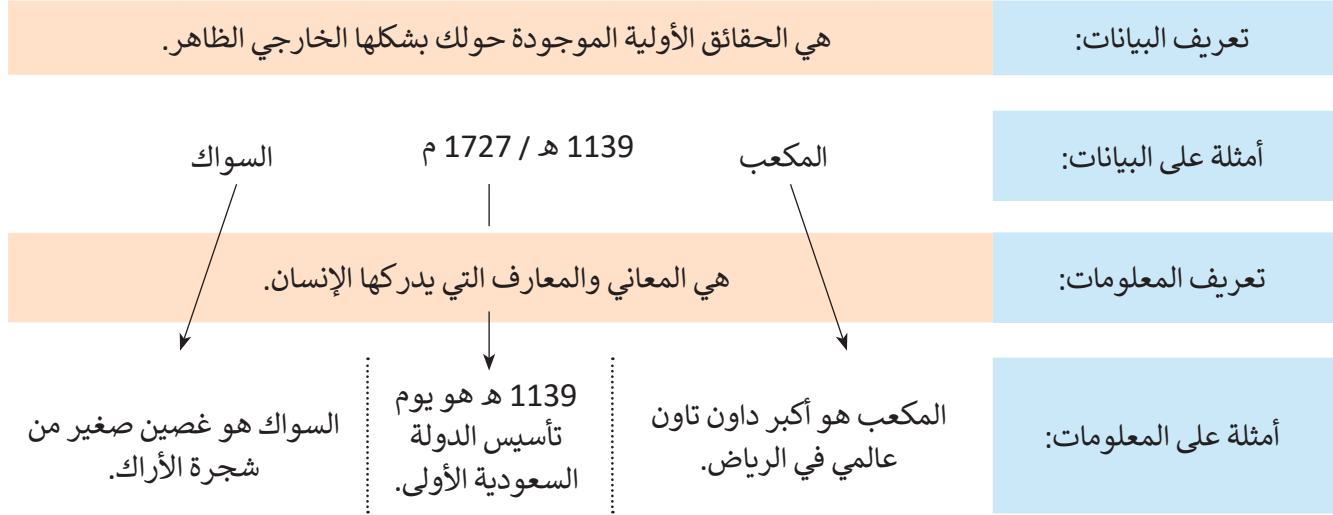 تعريف البيانات:
هي الحقائق الأولية الموجودة حولك بشكلها الخارجي الظاهر.
أمثلة على البيانات:
المكعب
1139 هـ / 1727 م
السواك
تعريف المعلومات:
هي المعاني والمعارف التي يدركها الإنسان.
أمثلة على المعلومات:
المكعب هو أكبر داون تاون
عالمي في الرياض.
1139 هـ هو يوم
تأسيس الدولة
السعودية الأولى.
السواك هو غصين صغير من
شجرة الأراك.